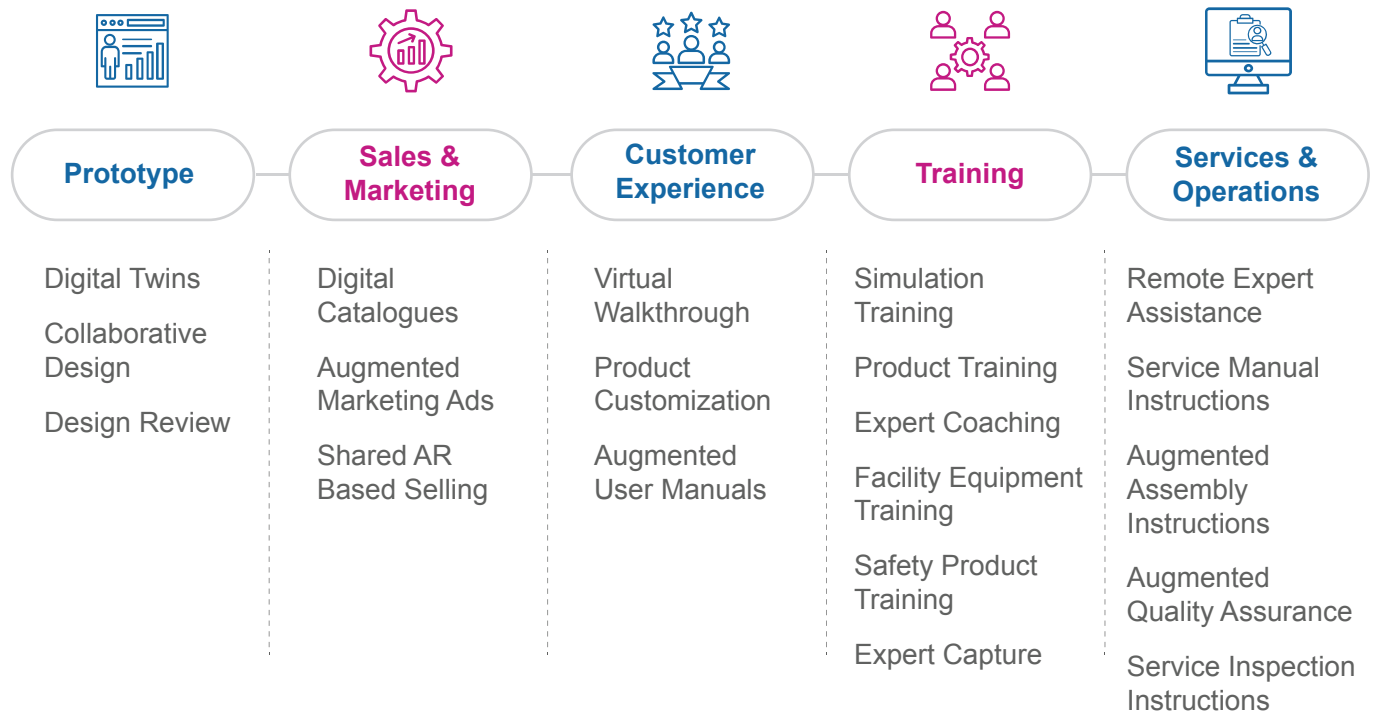 Prototype
Sales &
Marketing
Customer
Experience
Training
Services &
Operations
Digital Twins
Collaborative
Design
Design Review
Digital
Catalogues
Augmented
Marketing Ads
Shared AR
Based Selling
Virtual
Walkthrough
Product
Customization
Augmented
User Manuals
Simulation
Training
Product Training
Expert Coaching
Facility Equipment
Training
Safety Product
Training
Expert Capture
Remote Expert
Assistance
Service Manual
Instructions
Augmented
Assembly
Instructions
Augmented
Quality Assurance
Service Inspection
Instructions